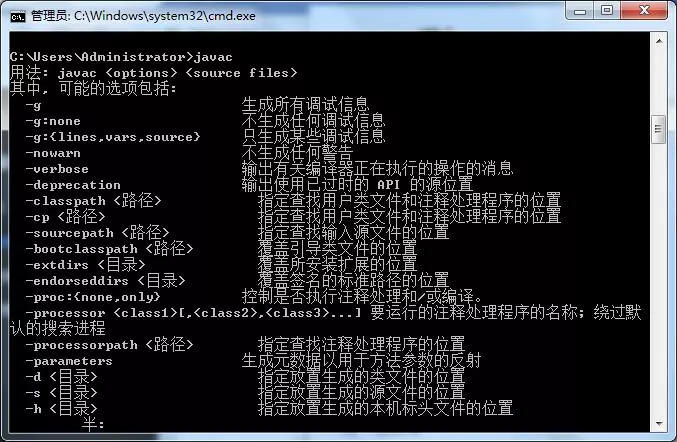 管理员: C:\Windows\system32\cmd.exe
C:\Users\Administrator>javac
用法: javac <options> <source files>
其中, 可能的选项包括:
-g 生成所有调试信息
-g:none 不生成任何调试信息
-g:{lines,vars,source} 只生成某些调试信息
-nowarn 不生成任何警告
-verbose 输出有关编译器正在执行的操作的消息
-deprecation 输出使用已过时的 API 的源位置
-classpath <路径> 指定查找用户类文件和注释处理程序的位置
-cp <路径> 指定查找用户类文件和注释处理程序的位置
-sourcepath <路径> 指定查找输入源文件的位置
-bootclasspath <路径> 覆盖引导类文件的位置
-extdirs <目录> 覆盖所安装扩展的位置
-endorseddirs <目录> 覆盖签名的标准路径的位置
-proc:{none,only} 控制是否执行注释处理和/或编译。
-processor <class1>[,<class2>,<class3>...] 要运行的注释处理程序的名称; 绕过默
认的搜索进程
-processorpath <路径> 指定查找注释处理程序的位置
-parameters 生成元数据以用于方法参数的反射
-d <目录> 指定放置生成的类文件的位置
-s <目录> 指定放置生成的源文件的位置
-h <目录> 指定放置生成的本机标头文件的位置
半: